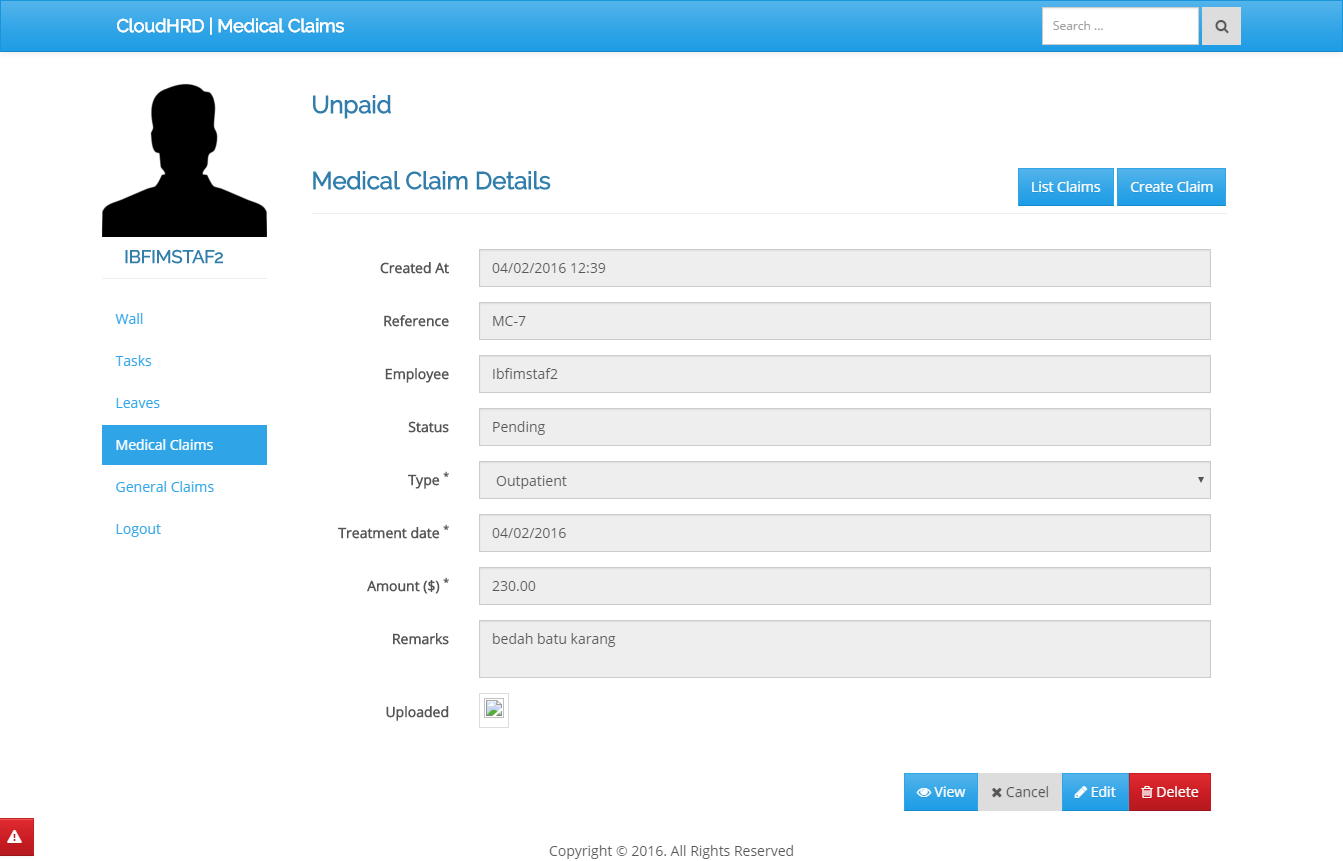 CloudHRD | Medical Claims
Search ...
IBFIMSTAF2
Wall
Tasks
Leaves
Medical Claims
General Claims
Logout
Unpaid
Medical Claim Details
List Claims
Create Claim
Created At 04/02/2016 12:39
Reference MC-7
Employee Ibfimstaf2
Status Pending
Type * Outpatient
Treatment date * 04/02/2016
Amount ($) * 230.00
Remarks bedah batu karang
Uploaded
View Cancel Edit Delete
Copyright © 2016. All Rights Reserved